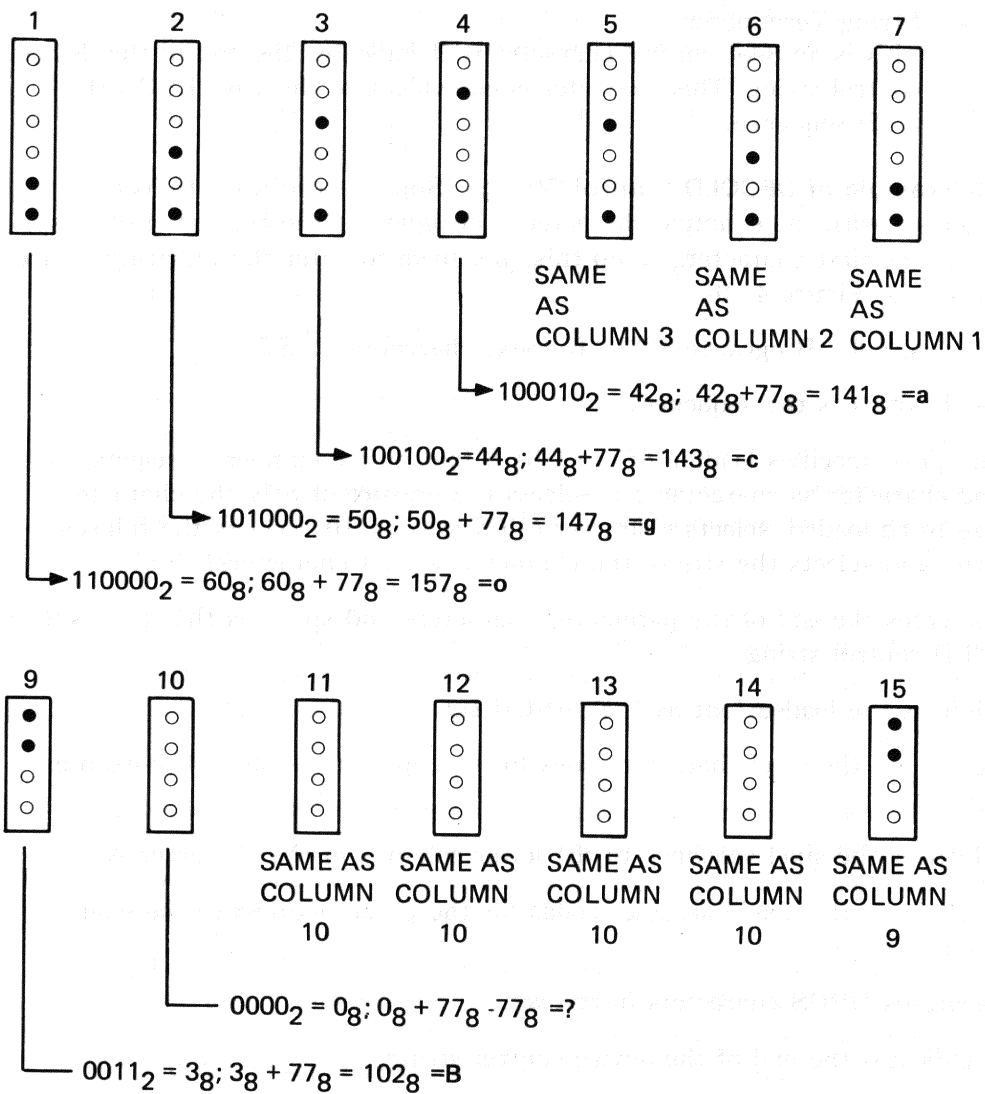 1 2 3 4 5 6 7
SAME AS COLUMN 3
SAME AS COLUMN 2
SAME AS COLUMN 1
100010₂ = 42₈; 42₈+77₈ = 141₈ =a
100100₂=44₈; 44₈+77₈=143₈ =c
101000₂ = 50₈; 50₈ + 77₈ = 147₈ =g
110000₂ = 60₈; 60₈ + 77₈ = 157₈ =o
9 10 11 12 13 14 15
SAME AS COLUMN 10
SAME AS COLUMN 10
SAME AS COLUMN 10
SAME AS COLUMN 10
SAME AS COLUMN 9
0000₂ = 0₈; 0₈ + 77₈ -77₈ =?
0011₂ = 3₈; 3₈ + 77₈ = 102₈ =B